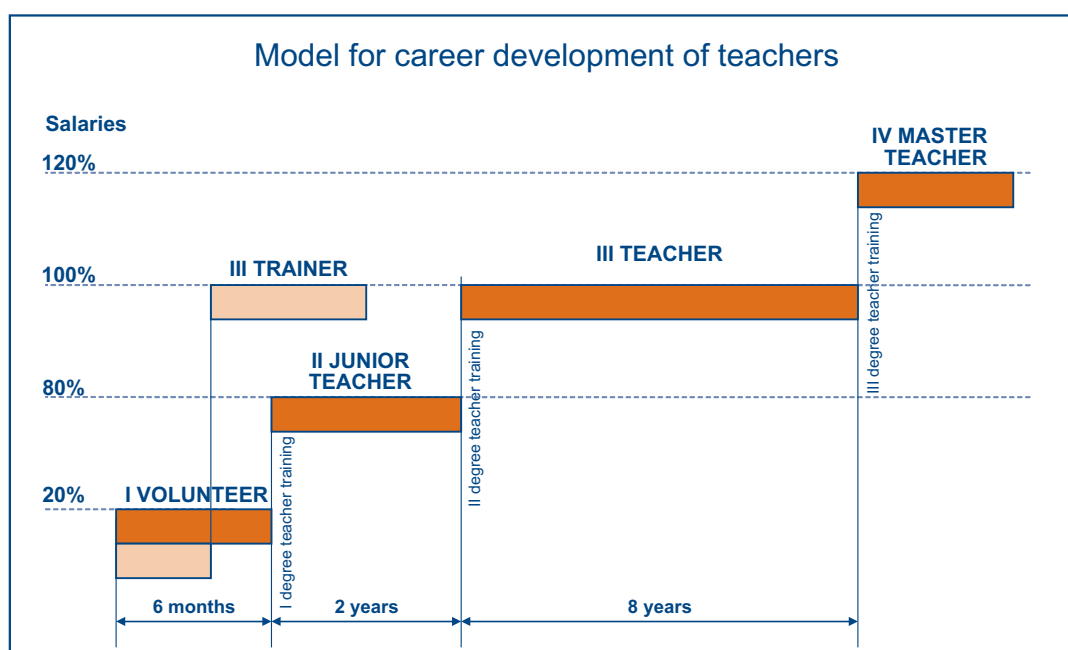 Model for career development of teachers
Salaries
IV MASTER
TEACHER
120%
III TEACHER
III TRAINER
100%
III degree teacher training
II JUNIOR
TEACHER
80%
II degree teacher training
I VOLUNTEER
20%
I degree teacher training
6 months
2 years
8 years